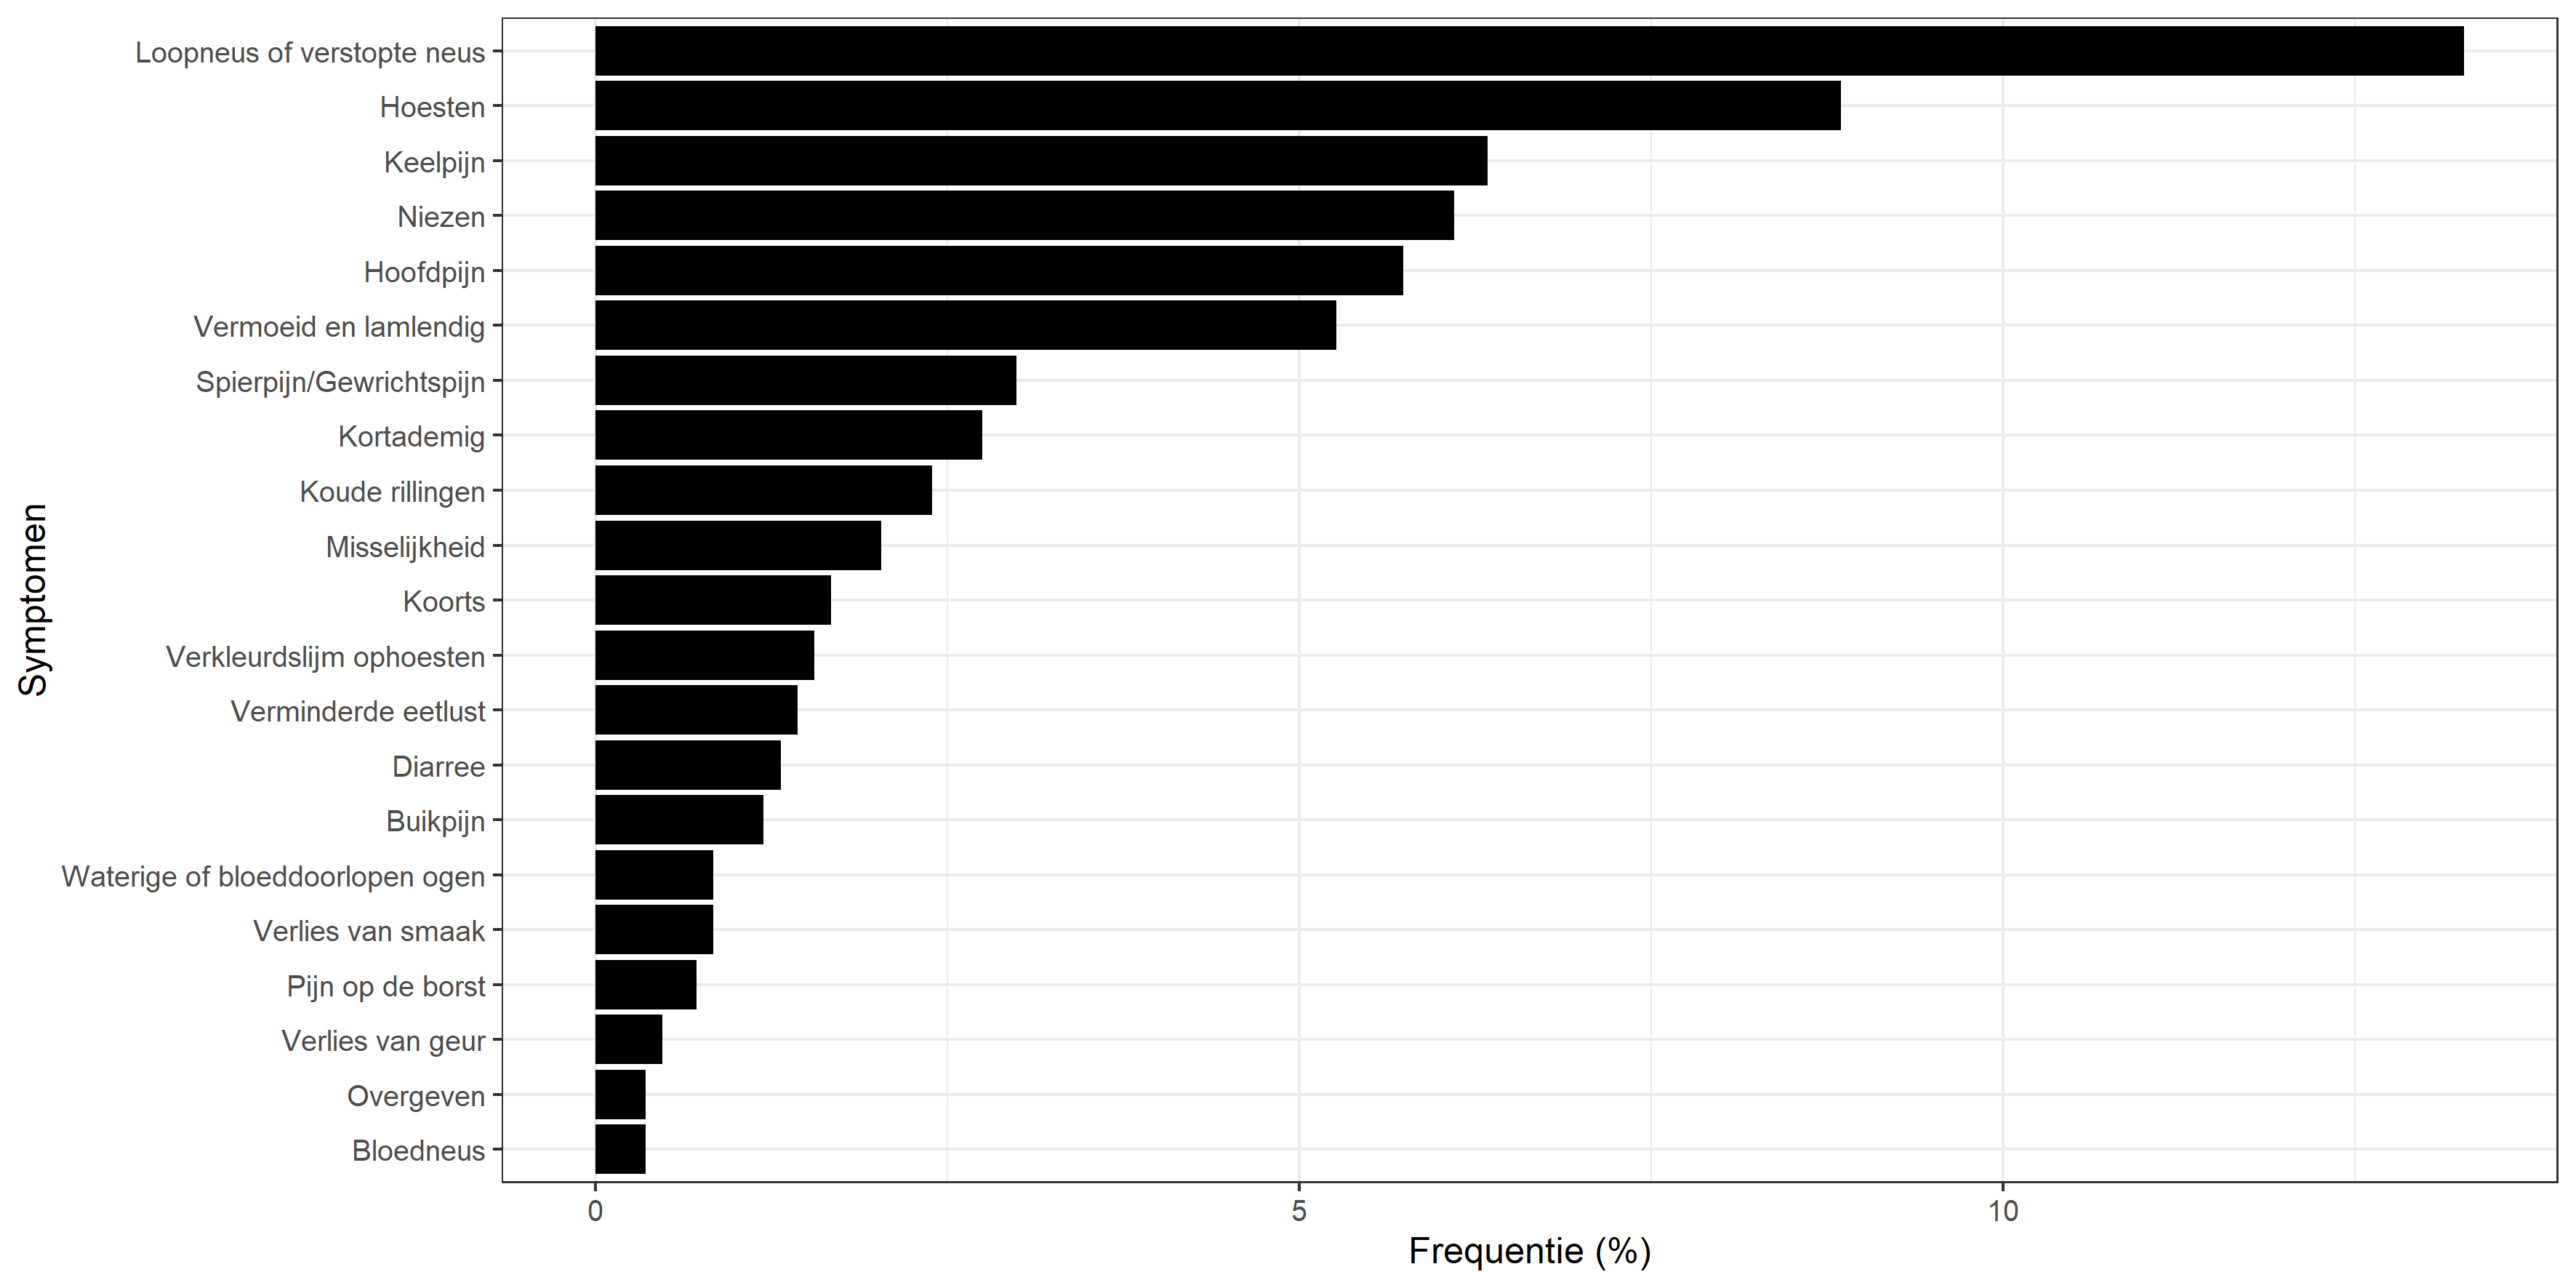 Loopneus of verstopte neus
Hoesten
Keelpijn
Niezen
Hoofdpijn
Vermoeid en lamlendig
Spierpijn/Gewrichtspijn
Kortademig
Koude rillingen
Misselijkheid
Koorts
Verkleurdslijm ophoesten
Verminderde eetlust
Diarree
Buikpijn
Waterige of bloeddoorlopen ogen
Verlies van smaak
Pijn op de borst
Verlies van geur
Overgeven
Bloedneus
Symptomen
0 5 10
Frequentie (%)